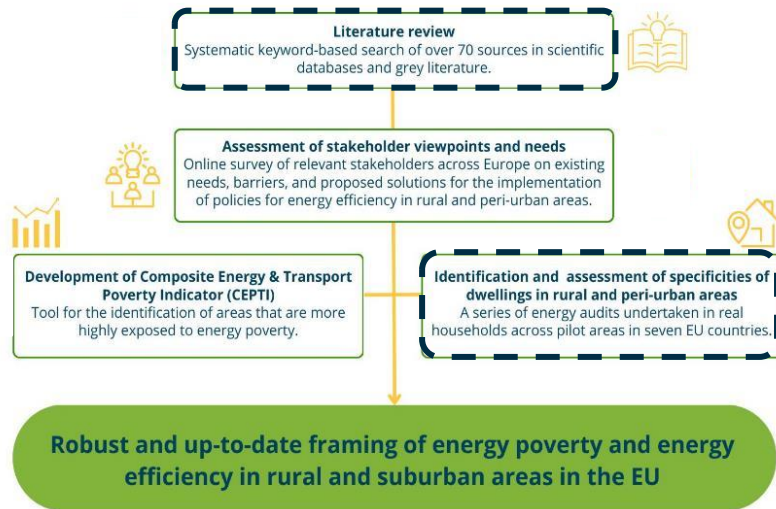 Literature review
Systematic keyword-based search of over 70 sources in scientific
databases and grey literature.
Assessment of stakeholder viewpoints and needs
Online survey of relevant stakeholders across Europe on existing
needs, barriers, and proposed solutions for the implementation
of policies for energy efficiency in rural and peri-urban areas.
Development of Composite Energy & Transport
Poverty Indicator (CEPTI)
Tool for the identification of areas that are more
highly exposed to energy poverty.
Identification and assessment of specificities of
dwellings in rural and peri-urban areas
A series of energy audits undertaken in real
households across pilot areas in seven EU countries.
Robust and up-to-date framing of energy poverty and energy
efficiency in rural and suburban areas in the EU